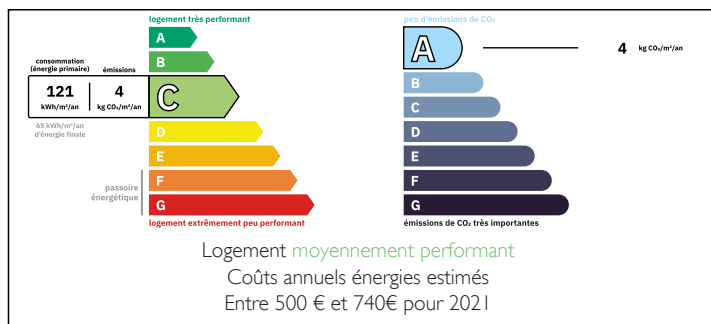 logement très performant
A
B
consommation
(énergie primaire)
émissions
121
kWh/m²/an
4
kg CO₂/m²/an
C
65 kWh/m²/an
d'énergie finale
D
E
passoire
énergétique
F
G
logement extrêmement peu performant
peu d'émissions de CO₂
A
4 kg CO₂/m²/an
B
C
D
E
F
G
émissions de CO₂ très importantes
Logement moyennement performant
Coûts annuels énergies estimés
Entre 500 € et 740€ pour 2021